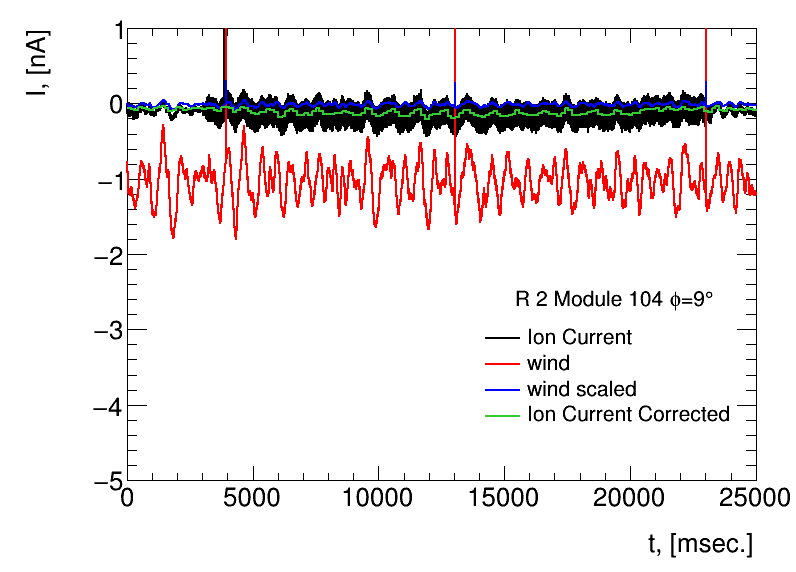 I, [nA]
1
0
−1
−2
−3
−4
−5
R 2 Module 104 ϕ=9°
Ion Current
wind
wind scaled
Ion Current Corrected
0 5000 10000 15000 20000 25000
t, [msec.]